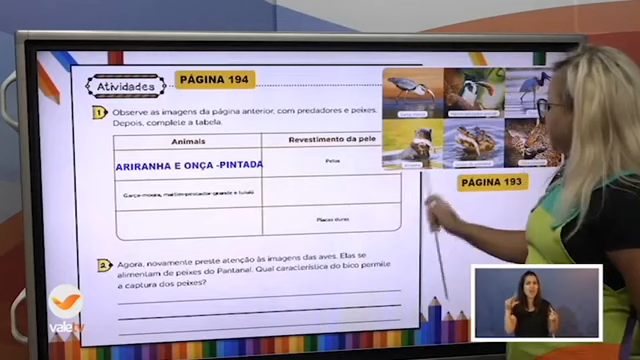 Atividades
PÁGINA 194
1 Observe as imagens da página anterior, com predadores e peixes.
Depois, complete a tabela.
Animais
Revestimento da pele
ARIRANHA E ONÇA -PINTADA
Pelos
Garça-moura, martim-pescador-grande e tuiuiú
Placas duras
PÁGINA 193
2 Agora, novamente preste atenção às imagens das aves. Elas se
alimentam de peixes do Pantanal. Qual característica do bico permite
a captura dos peixes?
vale tv